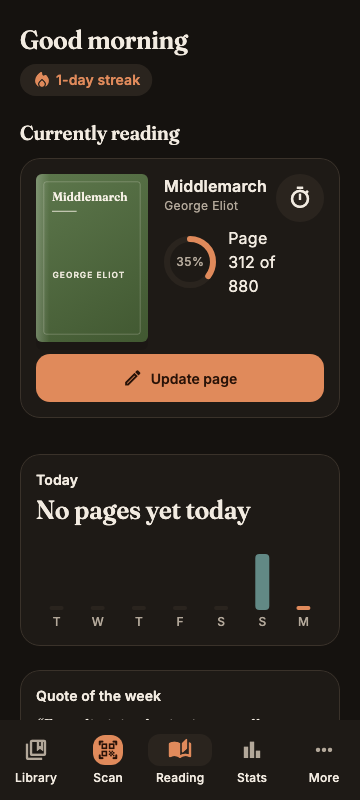 Good morning
1-day streak
Currently reading
Middlemarch
GEORGE ELIOT
Middlemarch
George Eliot
35%
Page
312 of
880
Update page
Today
No pages yet today
T W T F S S M
Quote of the week
Library Scan Reading Stats More